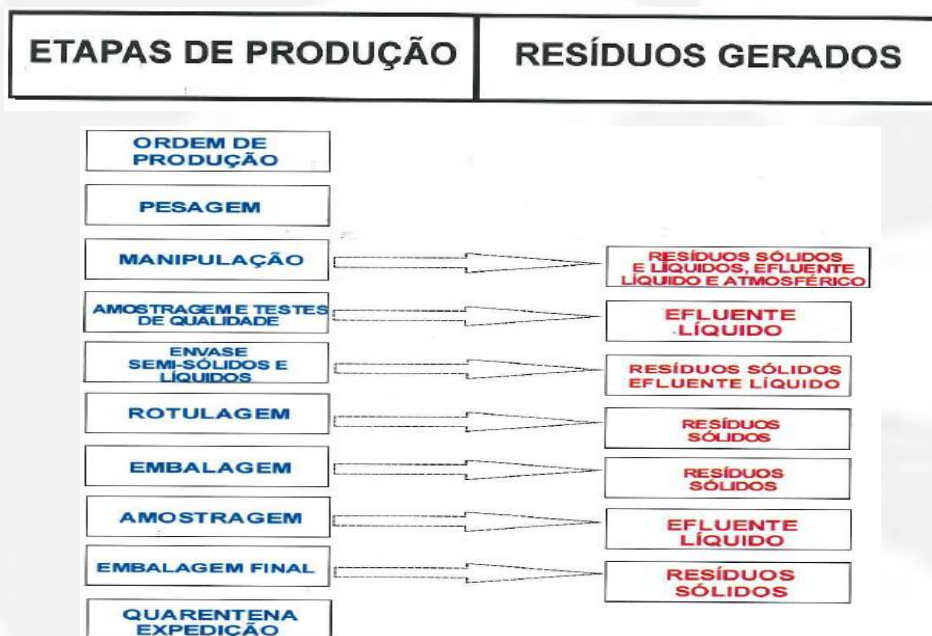 ETAPAS DE PRODUÇÃO
RESÍDUOS GERADOS
ORDEM DE
PRODUÇÃO
PESAGEM
MANIPULAÇÃO
RESÍDUOS SÓLIDOS
E LÍQUIDOS, EFLUENTE
LÍQUIDO E ATMOSFÉRICO
AMOSTRAGEM E TESTES
DE QUALIDADE
EFLUENTE
LÍQUIDO
ENVASE
SEMI-SÓLIDOS E
LÍQUIDOS
RESÍDUOS SÓLIDOS
EFLUENTE LÍQUIDO
ROTULAGEM
RESÍDUOS
SÓLIDOS
EMBALAGEM
RESÍDUOS
SÓLIDOS
AMOSTRAGEM
EFLUENTE
LÍQUIDO
EMBALAGEM FINAL
RESÍDUOS
SÓLIDOS
QUARENTENA
EXPEDIÇÃO